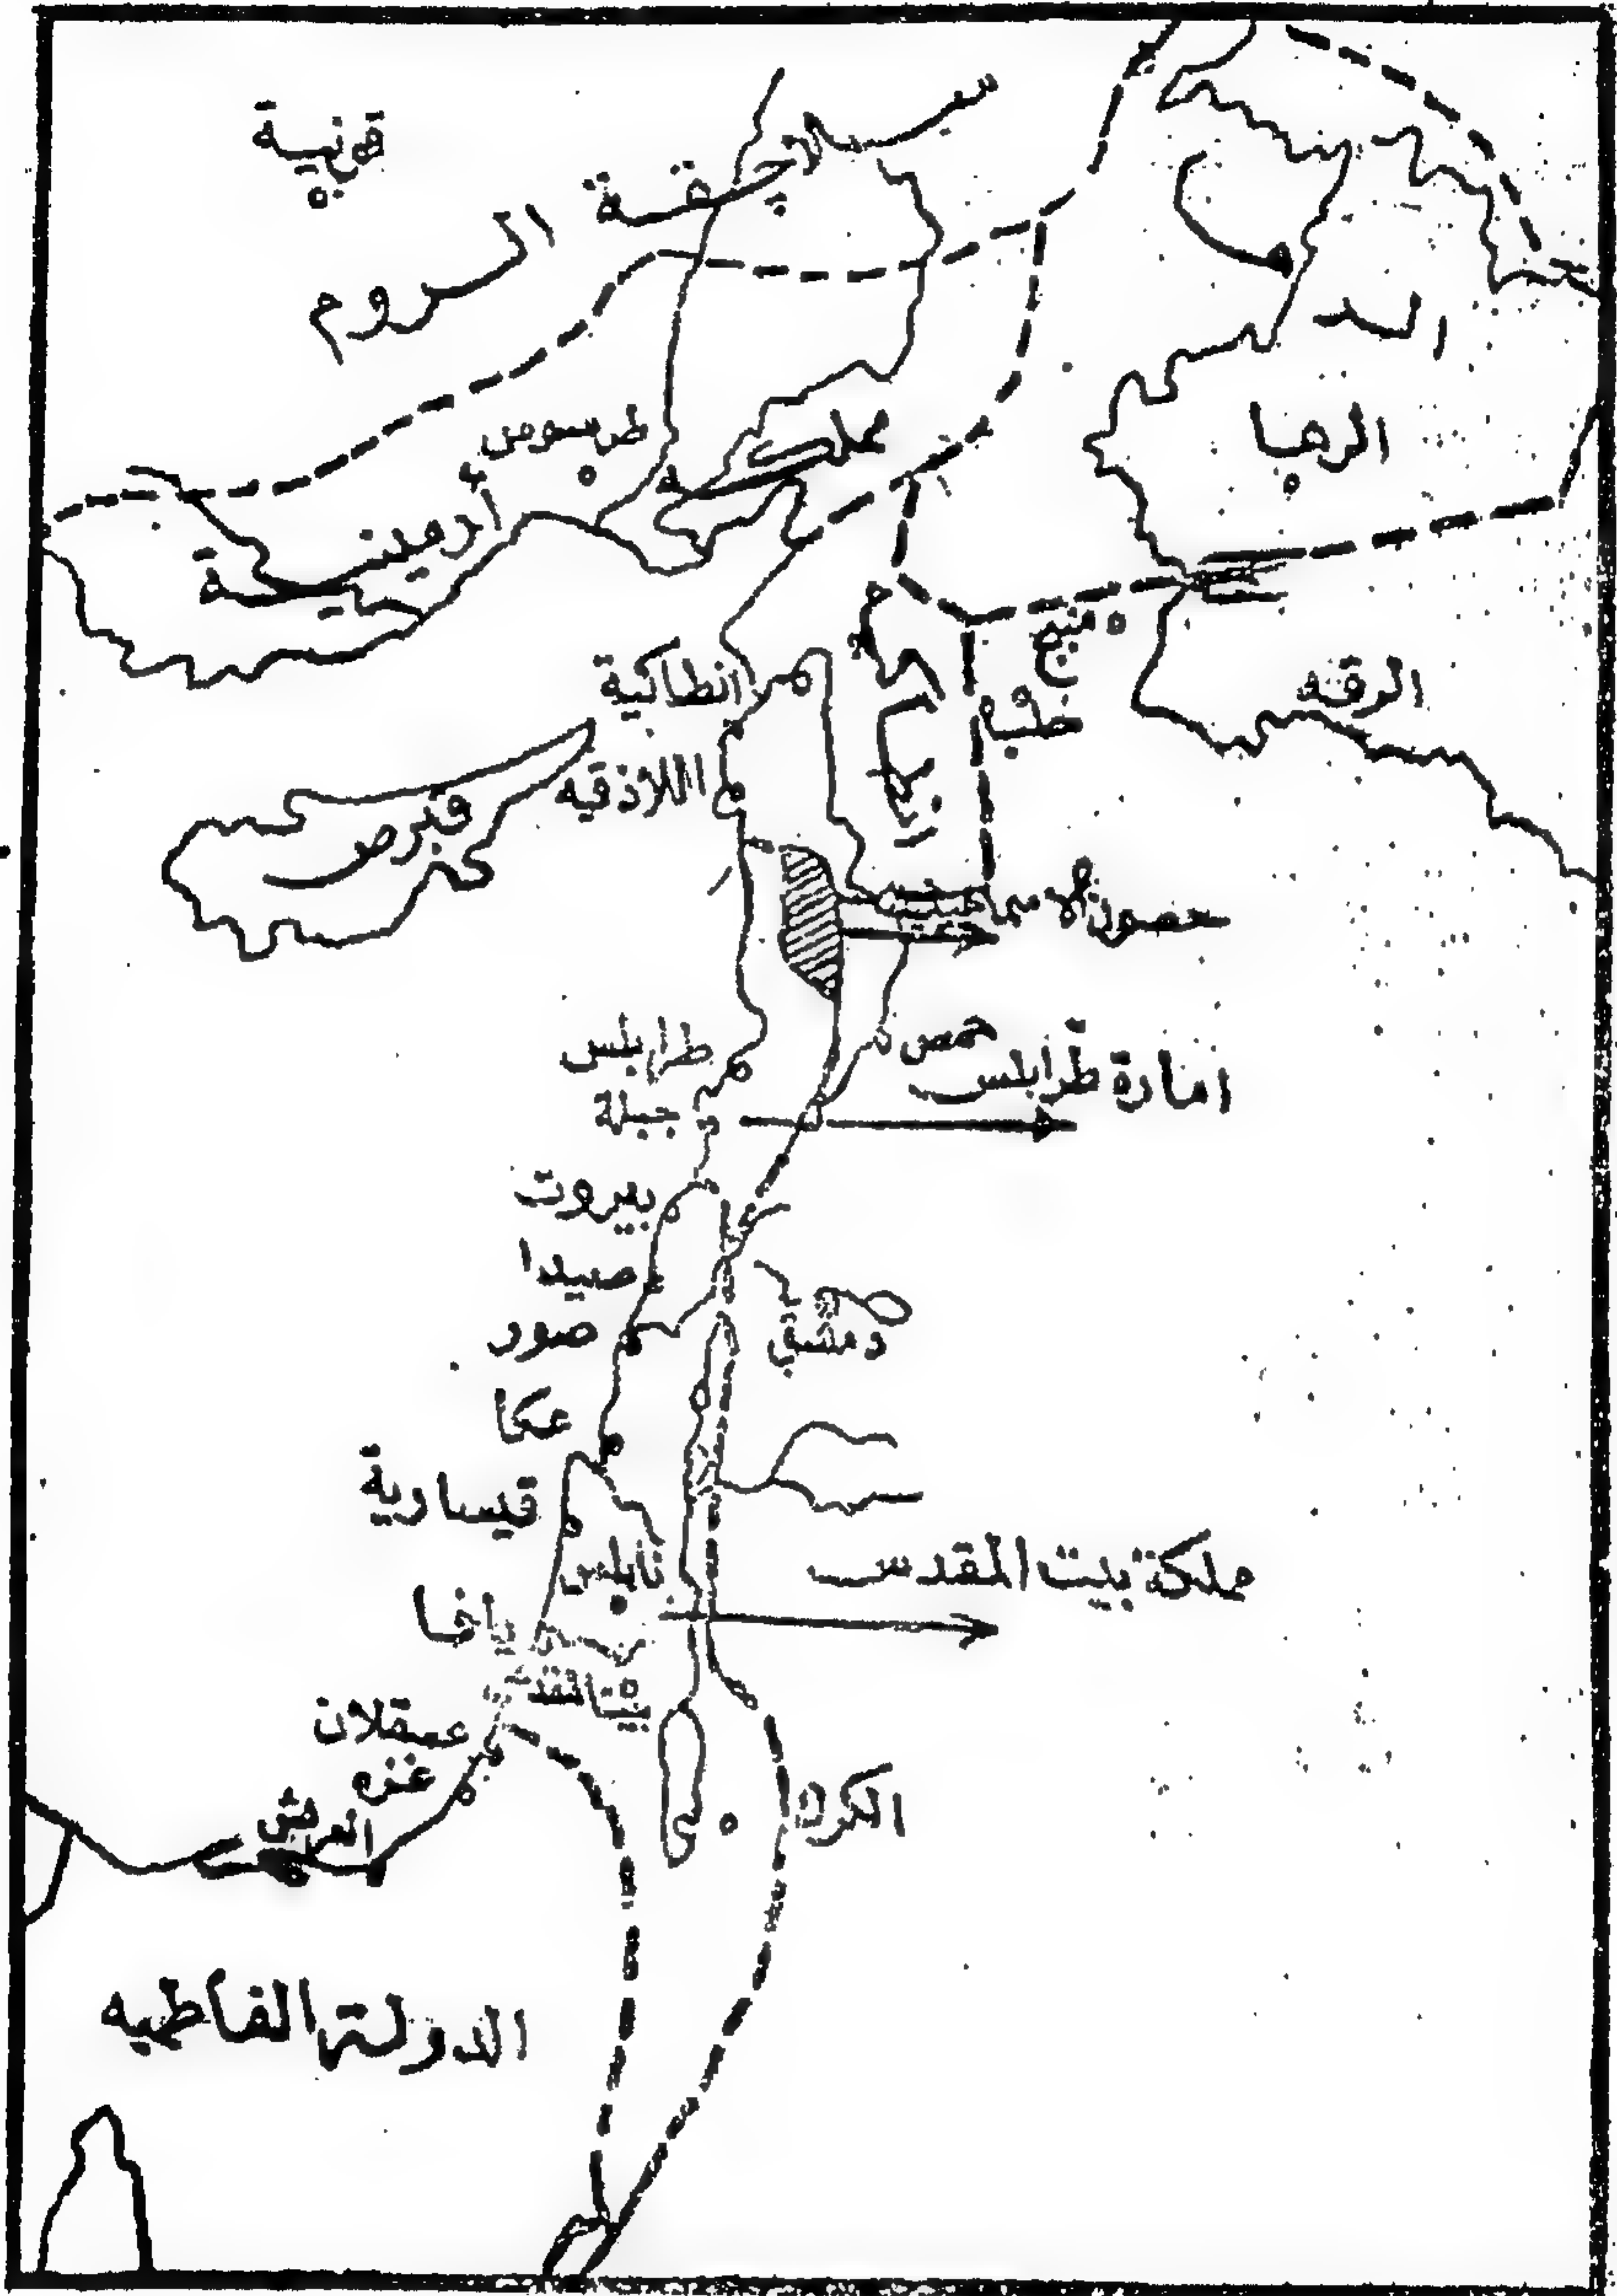 قونية
سلاجقة الروم
الرها
طرسوس
مملكة
أرمينية
منبج
انطاكية
حلب
الرقه
اللاذقيه
قبرص
حصون الاسماعيلية
طرابلس
حمص
امارة طرابلس
جبلة
بيروت
صيدا
صور
دمشق
عكا
قيسارية
نابلس
مملكة بيت المقدس
يافا
بيت المقدس
عسقلان
غزه
العريش
الكرك
الدولة الفاطميه